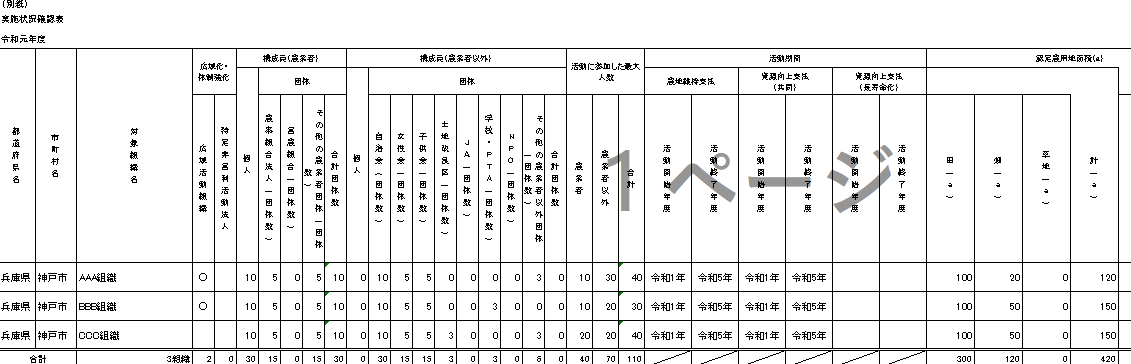 (別紙)
実施状況確認表
令和元年度
都道府県名
市町村名
対象組織名
広域化・体制強化
広域活動組織
特定非営利活動法人
構成員(農業者)
個人
団体
農事組合法人(団体数)
営農組合(団体数)
その他の農業者団体(団体数)
合計団体数
構成員(農業者以外)
個人
団体
自治会(団体数)
女性会(団体数)
子供会(団体数)
土地改良区(団体数)
JA(団体数)
学校・PTA(団体数)
NPO(団体数)
その他の農業者以外団体(団体数)
合計団体数
活動に参加した最大人数
農業者
農業者以外
合計
活動期間
農地維持支払
活動開始年度
活動終了年度
資源向上支払(共同)
活動開始年度
活動終了年度
資源向上支払(長寿命化)
活動開始年度
活動終了年度
認定農用地面積(a)
田(a)
畑(a)
草地(a)
計(a)
1ページ
兵庫県 神戸市 AAA組織 ○ 10 5 0 5 10 0 10 5 5 0 0 0 0 3 0 10 30 40 令和1年 令和5年 令和1年 令和5年 100 20 0 120
兵庫県 神戸市 BBB組織 ○ 10 5 0 5 10 0 10 5 5 0 0 3 0 0 0 10 20 30 令和1年 令和5年 令和1年 令和5年 100 50 0 150
兵庫県 神戸市 CCC組織 10 5 0 5 10 0 10 5 5 3 0 0 0 3 0 20 20 40 令和1年 令和5年 令和1年 令和5年 100 50 0 150
合計 3組織 2 0 30 15 0 15 30 0 30 15 15 3 0 3 0 6 0 40 70 110 300 120 0 420